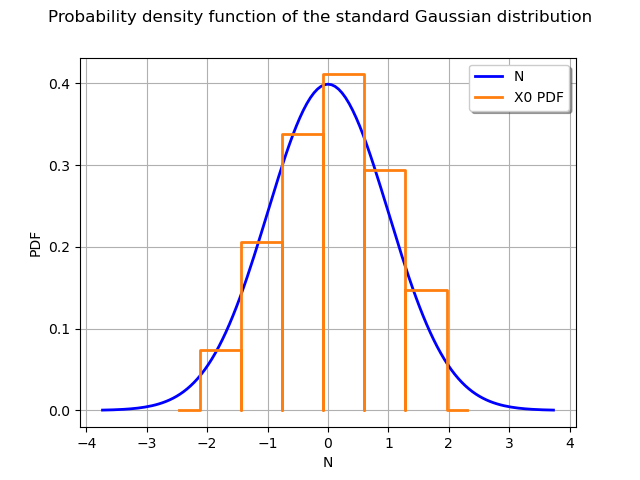 Probability density function of the standard Gaussian distribution
N
X0 PDF
PDF
0.4
0.3
0.2
0.1
0.0
−4
−3
−2
−1
0
1
2
3
4
N